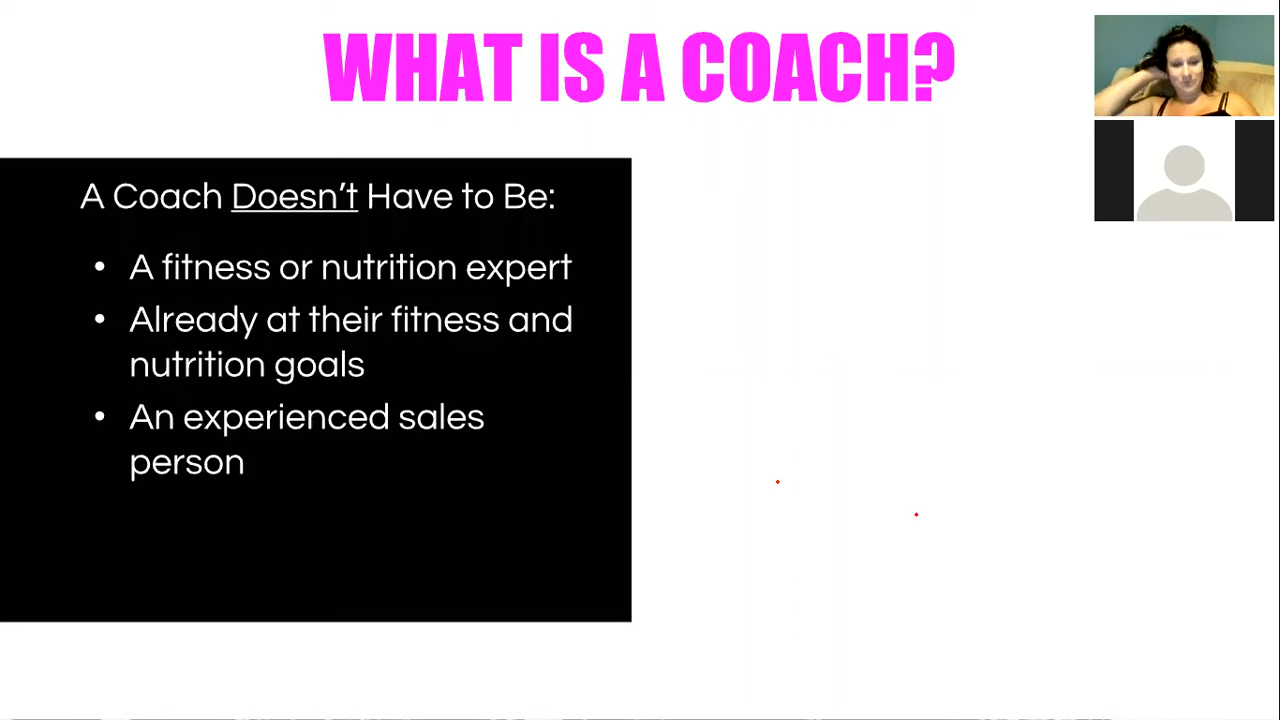 WHAT IS A COACH?
A Coach Doesn’t Have to Be:
• A fitness or nutrition expert
• Already at their fitness and
nutrition goals
• An experienced sales
person